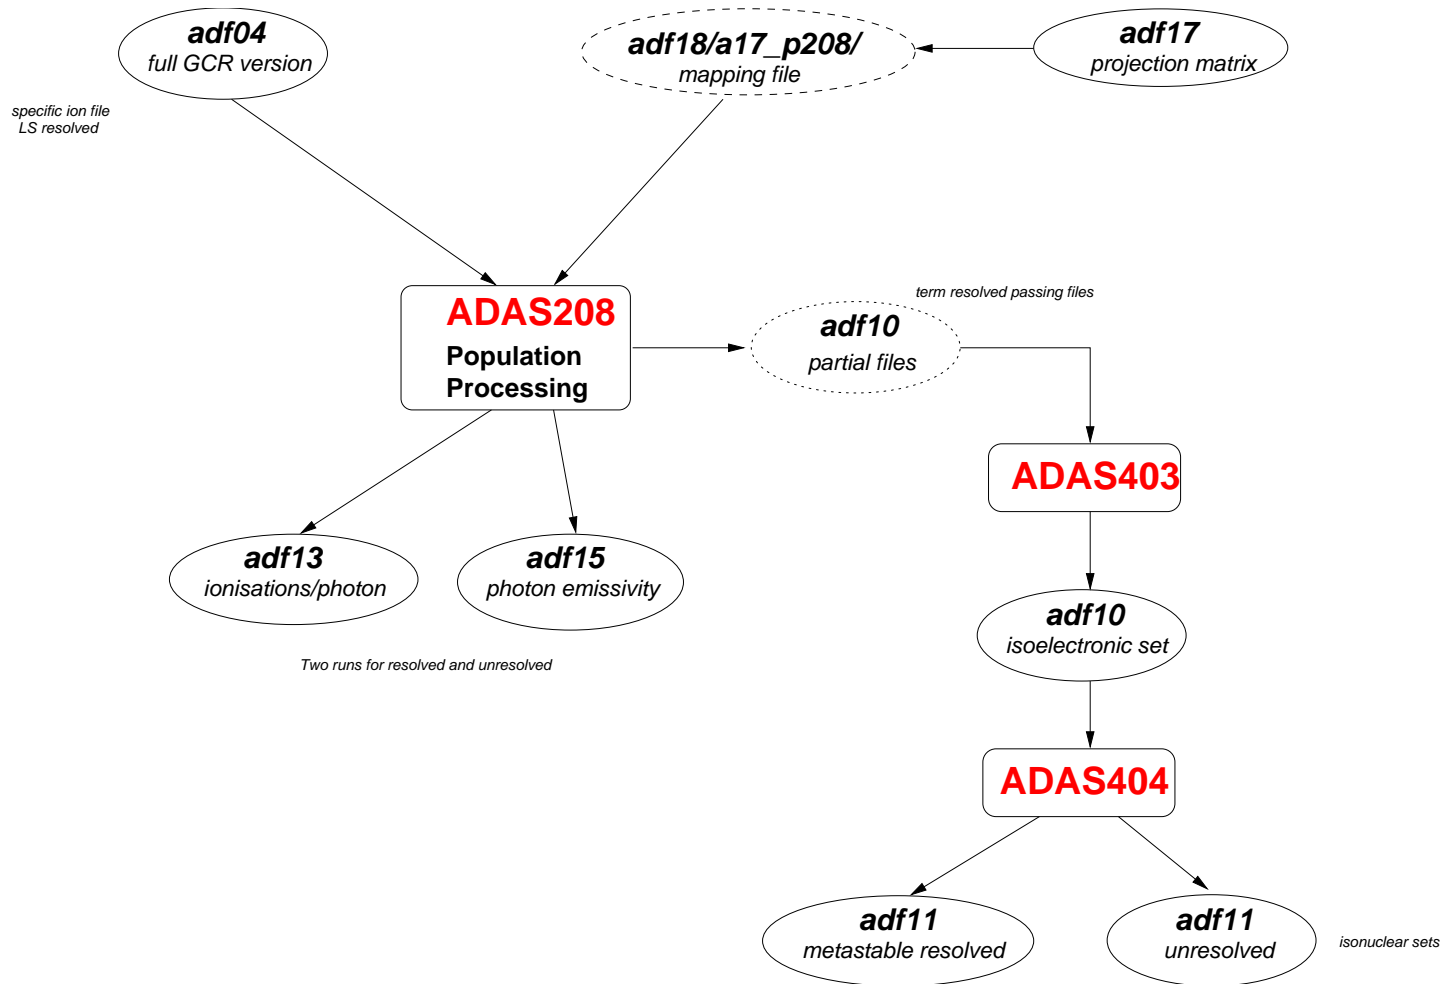 adf04
full GCR version
adf18/a17_p208/
mapping file
adf17
projection matrix
specific ion file
LS resolved
ADAS208
Population
Processing
term resolved passing files
adf10
partial files
ADAS403
adf13
ionisations/photon
adf15
photon emissivity
adf10
isoelectronic set
Two runs for resolved and unresolved
ADAS404
adf11
metastable resolved
adf11
unresolved
isonuclear sets